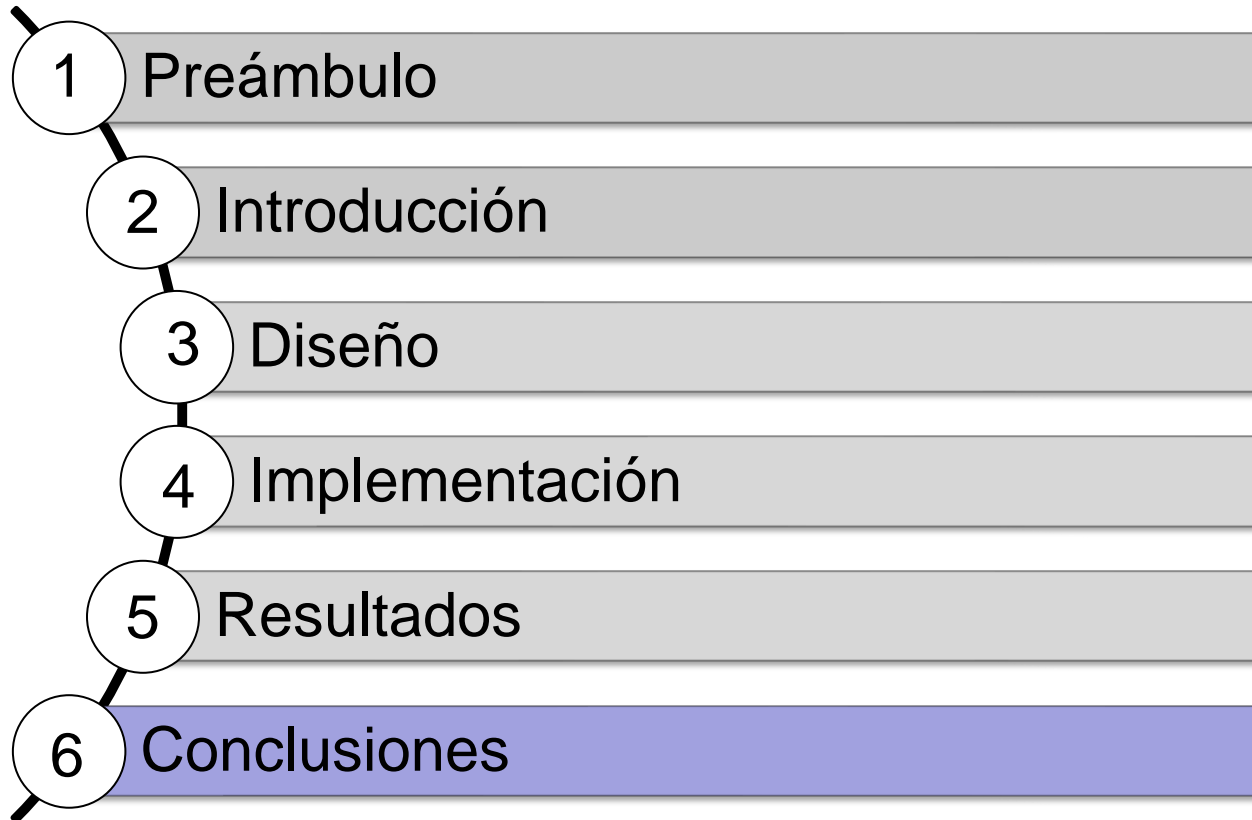 1 Preámbulo
2 Introducción
3 Diseño
4 Implementación
5 Resultados
6 Conclusiones